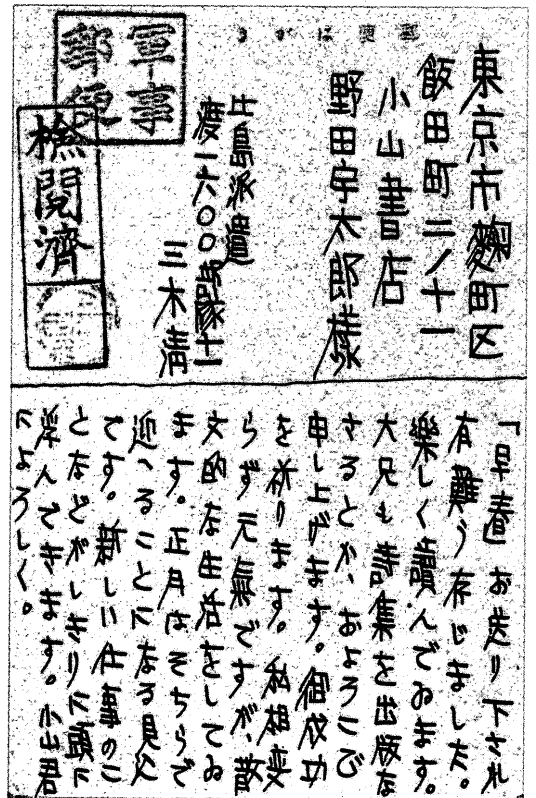 郵便はがき
軍事
郵便
検閲済
東京市麹町区
飯田町二ノ十一
小山書店
野田宇太郎様
比島派遣
渡一六〇〇部隊十一
三木清
「早春」お送り下され
有難う存じました。
楽しく讀んでゐます。
大兄も詩集を出版な
さるとか、およろこび
申し上げます。御成功
を祈ります。私相変
らず元氣ですが、散
文的な生活をしてゐ
ます。正月はそちらで
迎へることになる見込
です。新しい仕事のこ
となどがしきりに頭に
浮んできます。小山君
によろしく。